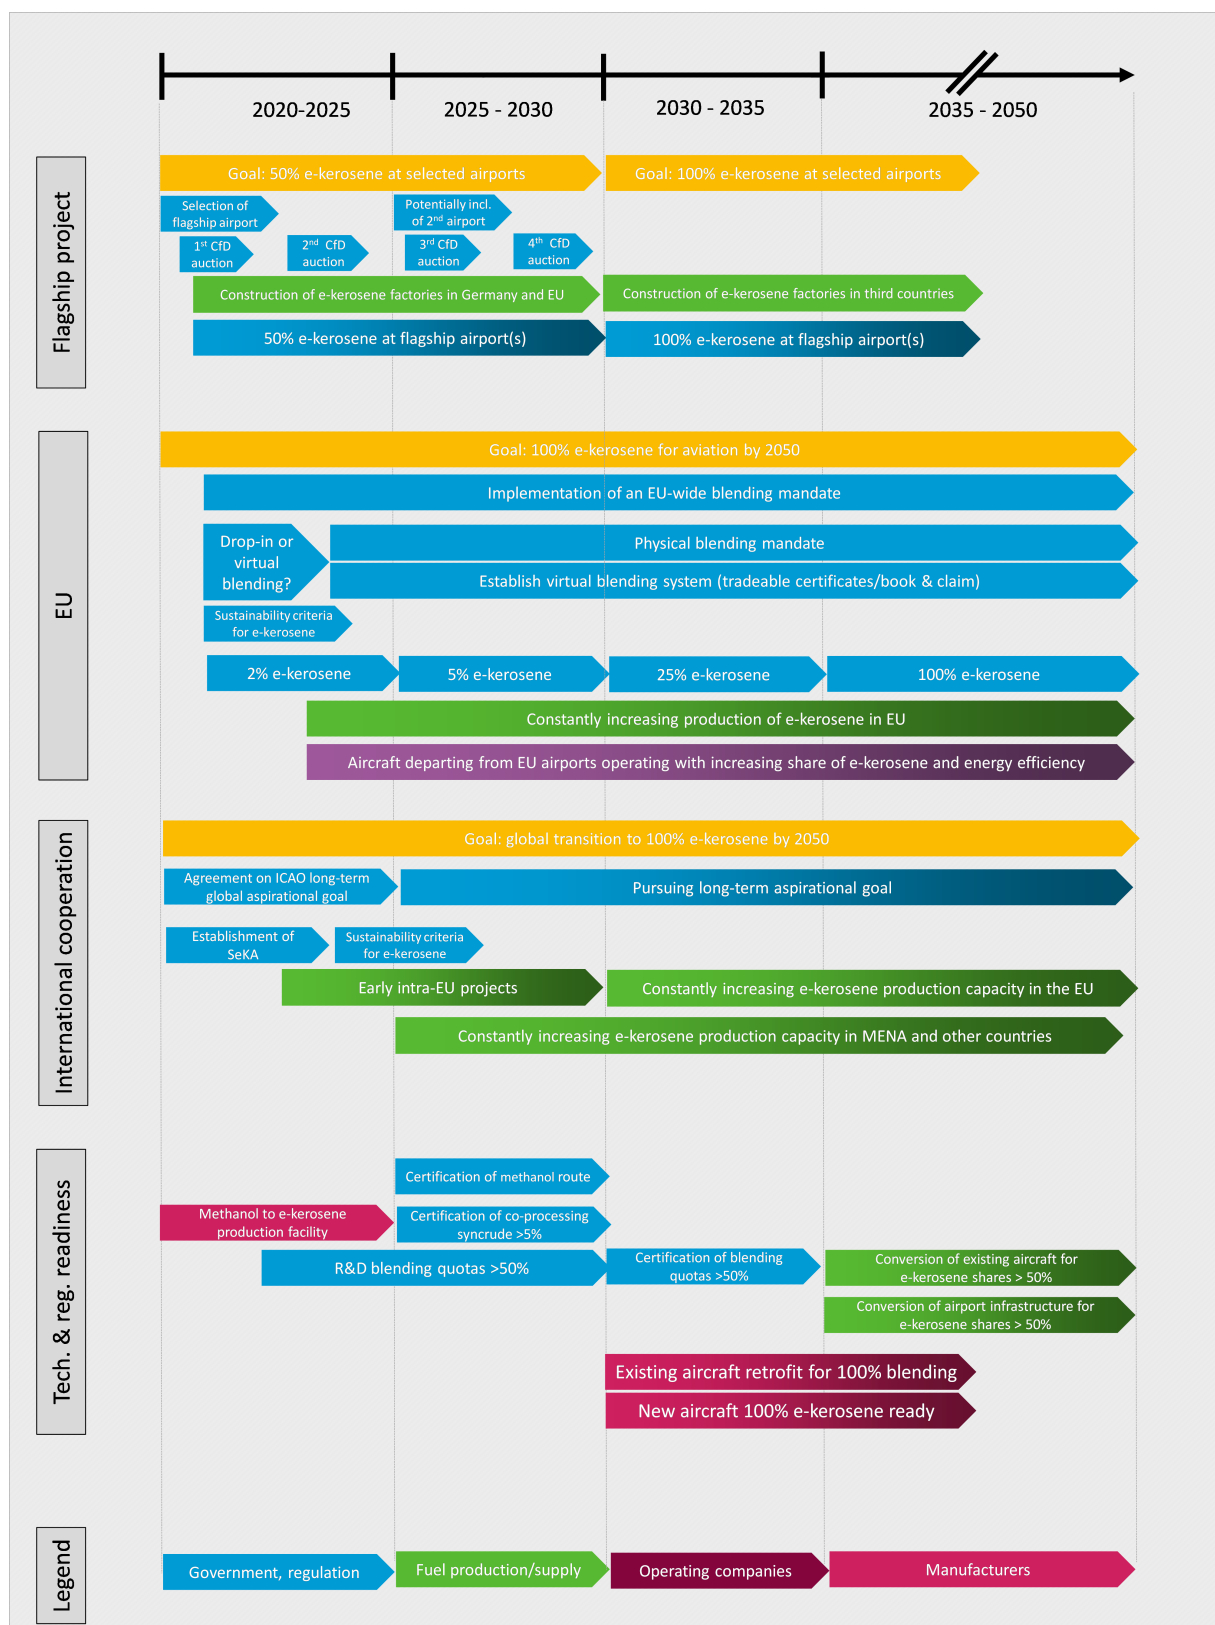 2020-2025
2025 - 2030
2030 - 2035
2035 - 2050
Flagship project
Goal: 50% e-kerosene at selected airports
Goal: 100% e-kerosene at selected airports
Selection of
flagship airport
Potentially incl.
of 2nd airport
1st CfD
auction
2nd CfD
auction
3rd CfD
auction
4th CfD
auction
Construction of e-kerosene factories in Germany and EU
Construction of e-kerosene factories in third countries
50% e-kerosene at flagship airport(s)
100% e-kerosene at flagship airport(s)
EU
Goal: 100% e-kerosene for aviation by 2050
Implementation of an EU-wide blending mandate
Drop-in or
virtual
blending?
Physical blending mandate
Establish virtual blending system (tradeable certificates/book & claim)
Sustainability criteria
for e-kerosene
2% e-kerosene
5% e-kerosene
25% e-kerosene
100% e-kerosene
Constantly increasing production of e-kerosene in EU
Aircraft departing from EU airports operating with increasing share of e-kerosene and energy efficiency
International cooperation
Goal: global transition to 100% e-kerosene by 2050
Agreement on ICAO long-term
global aspirational goal
Pursuing long-term aspirational goal
Establishment of
SeKA
Sustainability criteria
for e-kerosene
Early intra-EU projects
Constantly increasing e-kerosene production capacity in the EU
Constantly increasing e-kerosene production capacity in MENA and other countries
Tech. & reg. readiness
Certification of methanol route
Methanol to e-kerosene
production facility
Certification of co-processing
syncrude >5%
R&D blending quotas >50%
Certification of blending
quotas >50%
Conversion of existing aircraft for
e-kerosene shares > 50%
Conversion of airport infrastructure for
e-kerosene shares > 50%
Existing aircraft retrofit for 100% blending
New aircraft 100% e-kerosene ready
Legend
Government, regulation
Fuel production/supply
Operating companies
Manufacturers